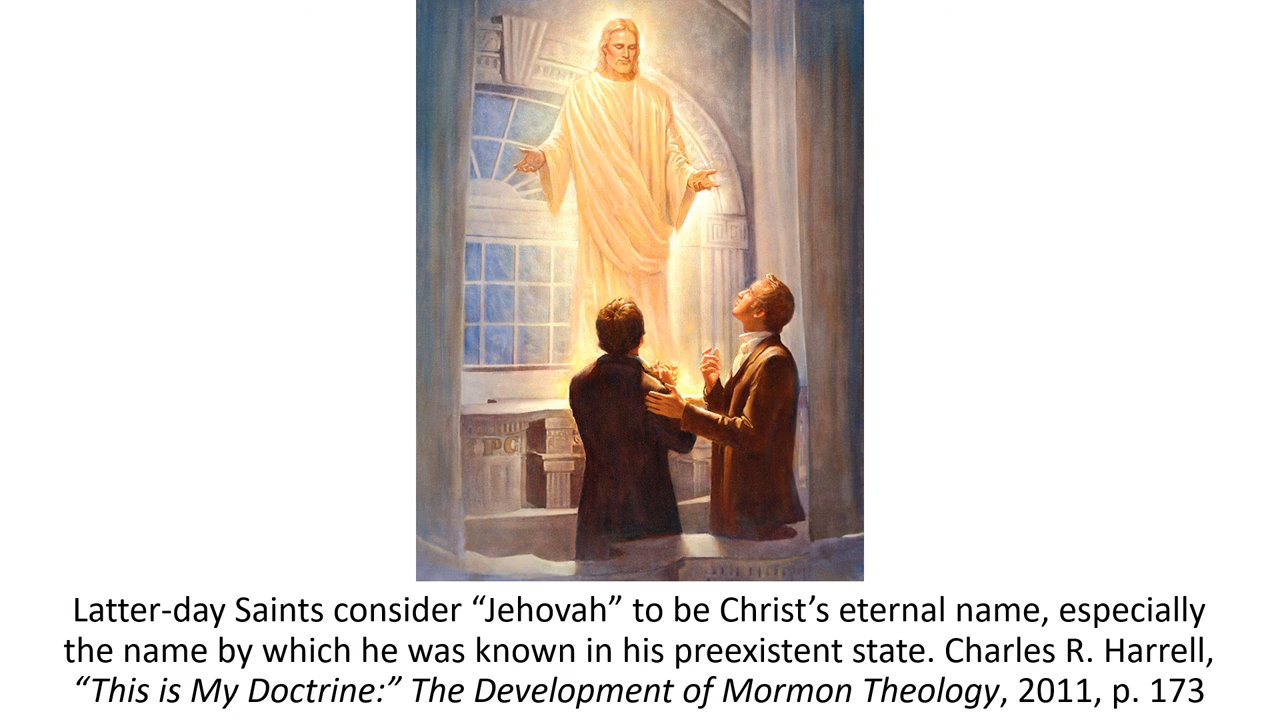 PC
Latter-day Saints consider “Jehovah” to be Christ’s eternal name, especially
the name by which he was known in his preexistent state. Charles R. Harrell,
“This is My Doctrine:” The Development of Mormon Theology, 2011, p. 173